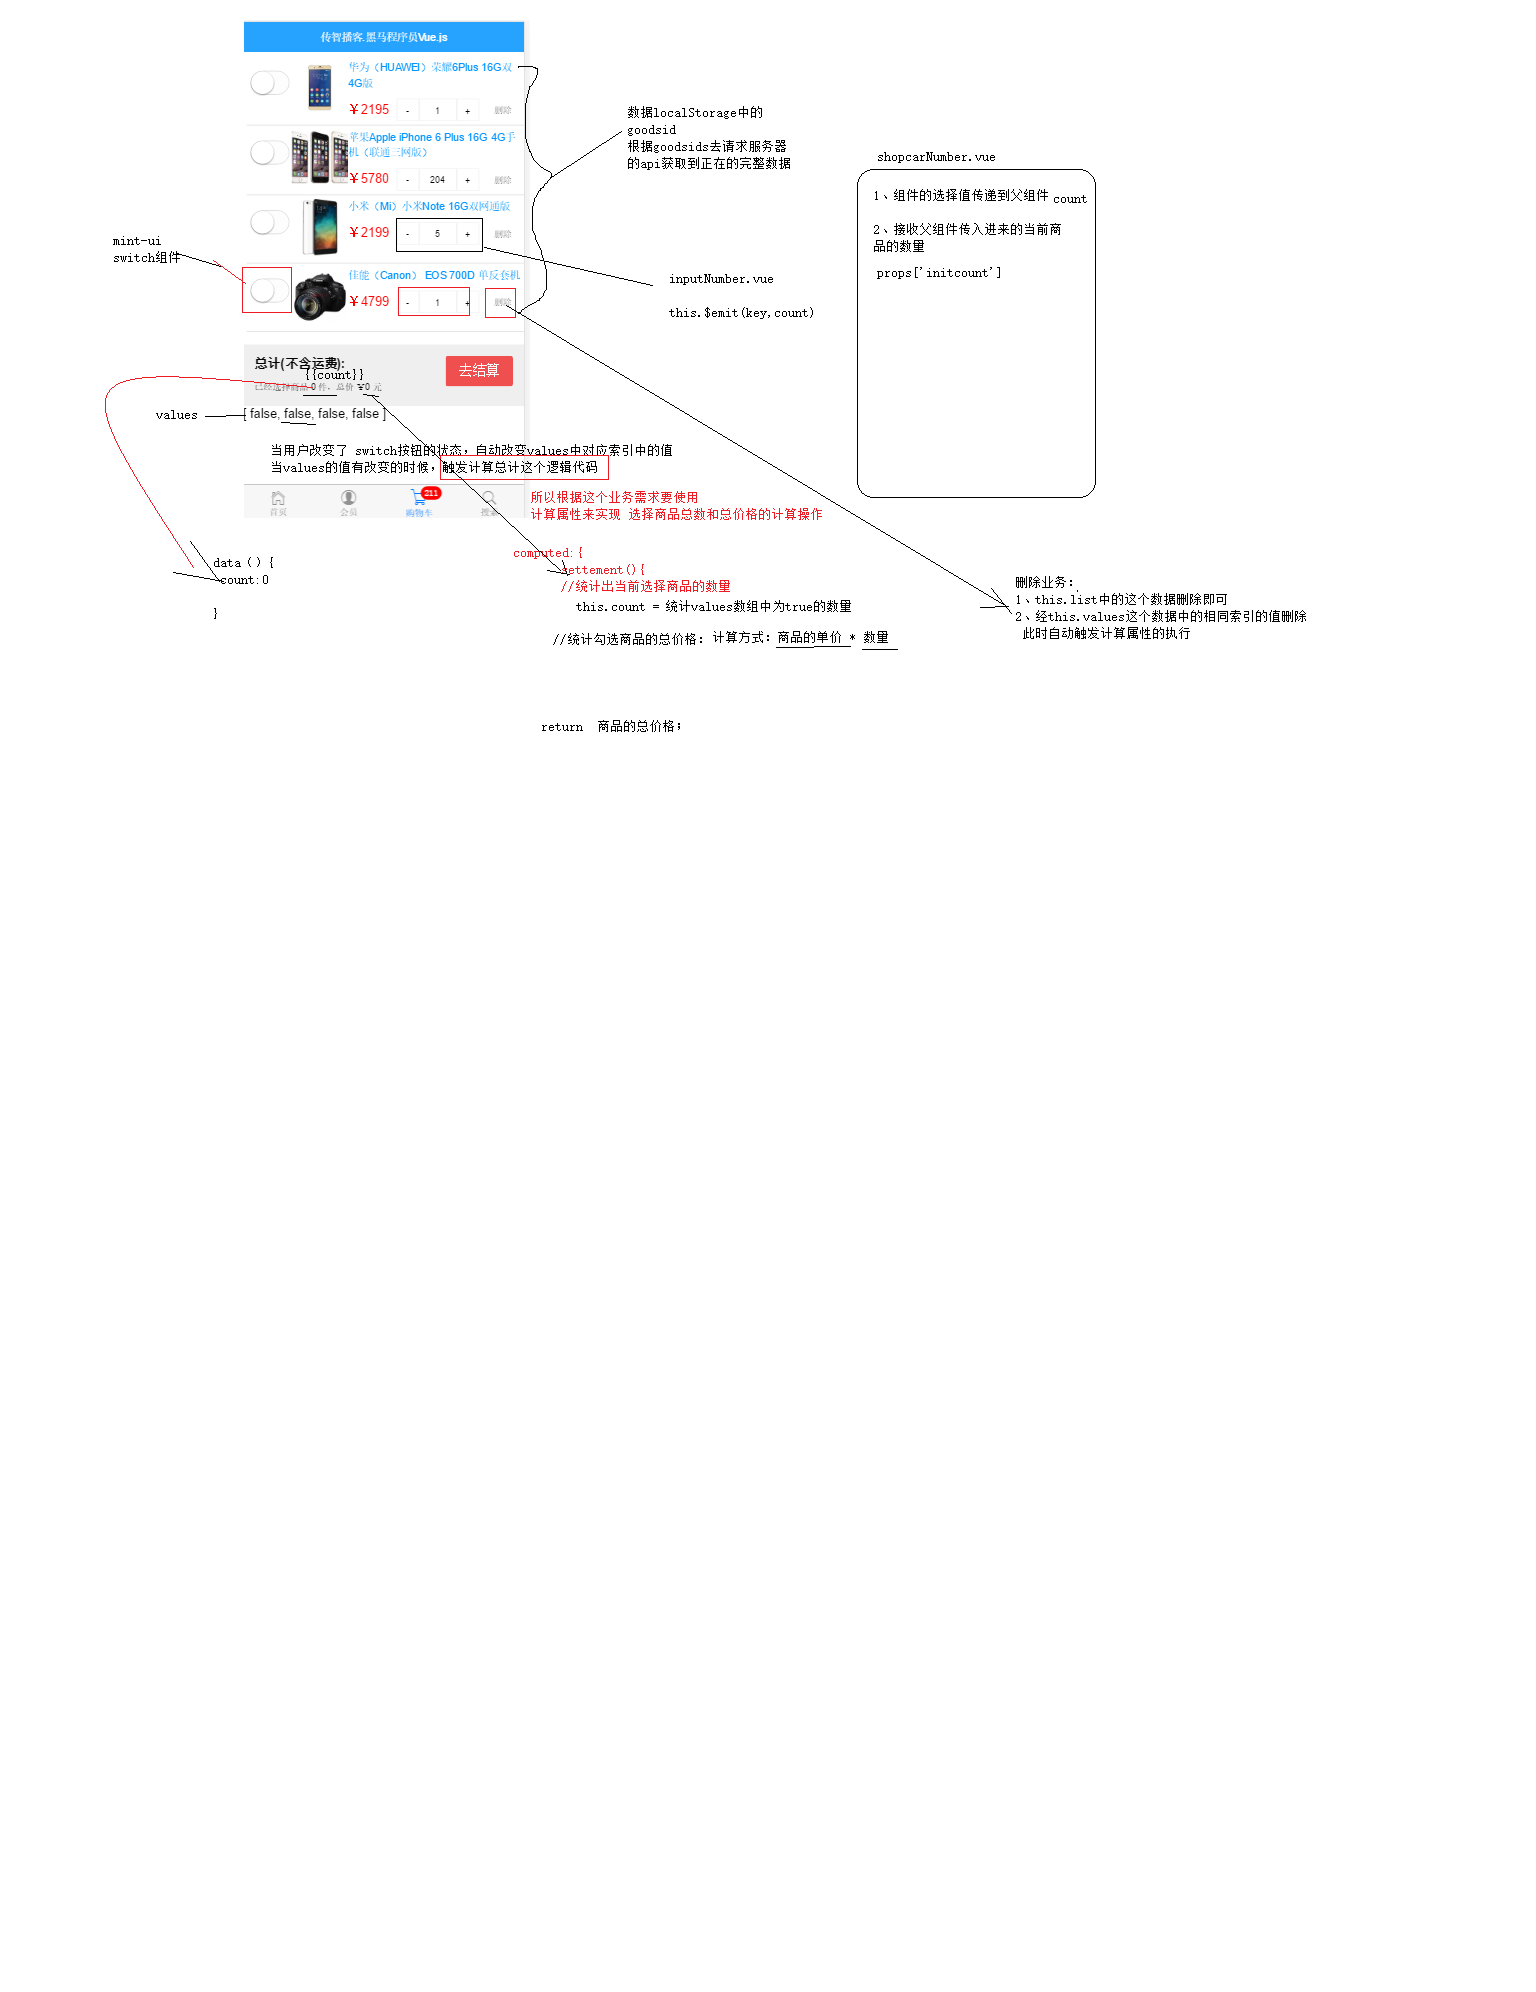 传智播客.黑马程序员Vue.js
华为（HUAWEI）荣耀6Plus 16G双
4G版
￥2195 - 1 + 删除
苹果Apple iPhone 6 Plus 16G 4G手
机（联通三网版）
￥5780 - 204 + 删除
小米（Mi）小米Note 16G双网通版
￥2199 - 5 + 删除
佳能（Canon） EOS 700D 单反套机
￥4799 - 1 + 删除
数据localStorage中的
goodsid
根据goodsids去请求服务器
的api获取到正在的完整数据
shopcarNumber.vue
1、组件的选择值传递到父组件 count
2、接收父组件传入进来的当前商
品的数量
props['initcount']
mint-ui
switch组件
inputNumber.vue
this.$emit(key,count)
总计(不含运费):
{{count}}
已经选择商品 0 件，总价 ￥0 元
去结算
values
[ false, false, false, false ]
当用户改变了 switch按钮的状态，自动改变values中对应索引中的值
当values的值有改变的时候，触发计算总计这个逻辑代码
首页
会员
211
购物车
搜索
所以根据这个业务需求要使用
计算属性来实现 选择商品总数和总价格的计算操作
data（）{
count:0
}
computed:{
settement(){
//统计出当前选择商品的数量
this.count = 统计values数组中为true的数量
//统计勾选商品的总价格: 计算方式：商品的单价 * 数量
return 商品的总价格;
删除业务：
1、this.list中的这个数据删除即可
2、经this.values这个数据中的相同索引的值删除
此时自动触发计算属性的执行